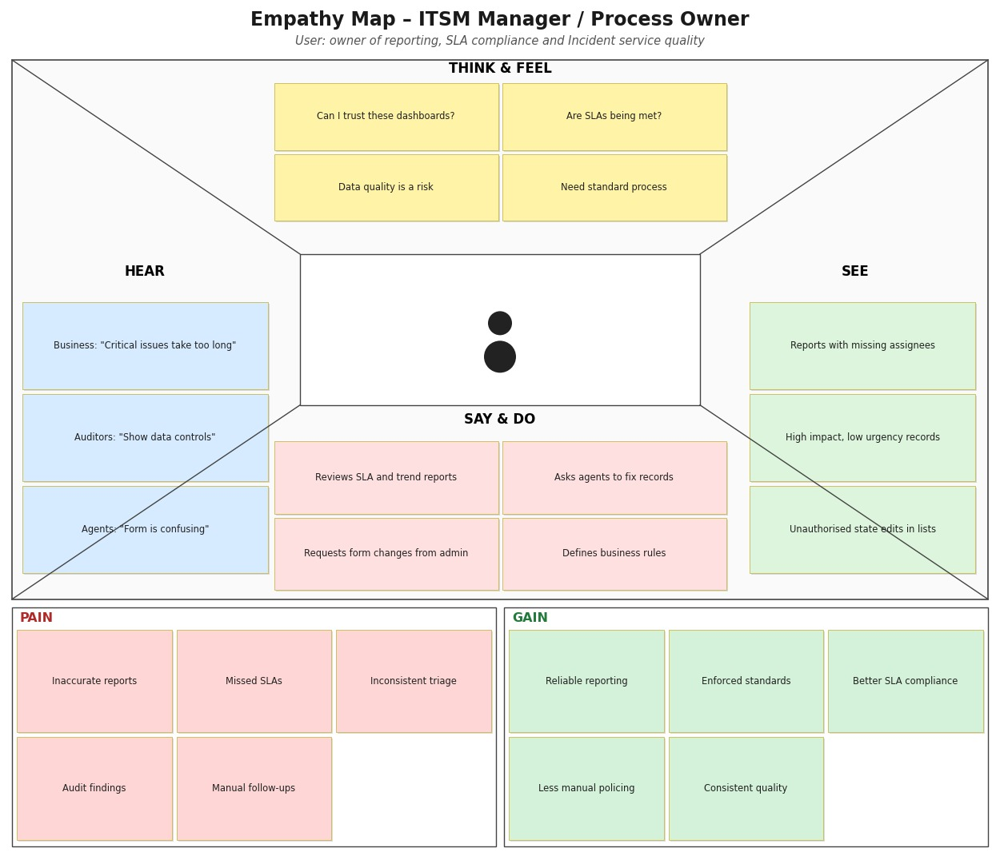 Empathy Map – ITSM Manager / Process Owner
User: owner of reporting, SLA compliance and Incident service quality
THINK & FEEL
Can I trust these dashboards?
Are SLAs being met?
Data quality is a risk
Need standard process
HEAR
Business: "Critical issues take too long"
Auditors: "Show data controls"
Agents: "Form is confusing"
SEE
Reports with missing assignees
High impact, low urgency records
Unauthorised state edits in lists
SAY & DO
Reviews SLA and trend reports
Asks agents to fix records
Requests form changes from admin
Defines business rules
PAIN
Inaccurate reports
Missed SLAs
Inconsistent triage
Audit findings
Manual follow-ups
GAIN
Reliable reporting
Enforced standards
Better SLA compliance
Less manual policing
Consistent quality